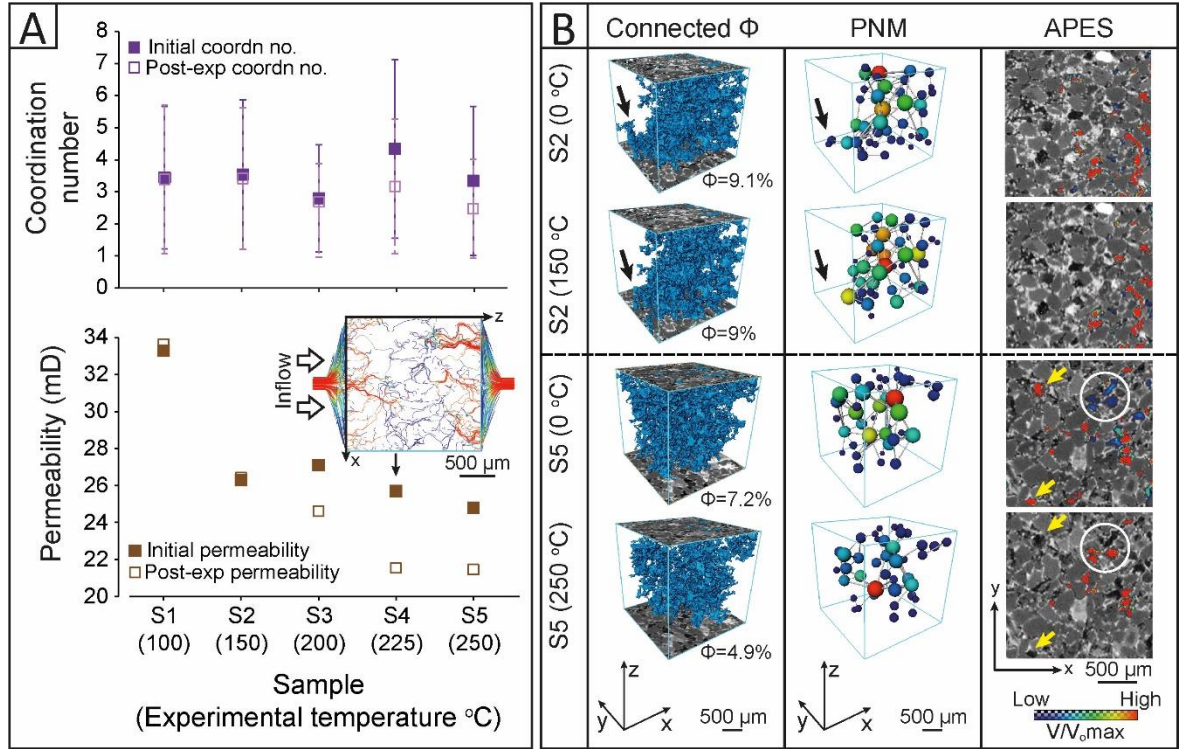 A
8
7
6
5
4
3
2
1
0
Coordination
number
Initial coordn no.
Post-exp coordn no.
34
32
30
28
26
24
22
20
Permeability (mD)
Inflow
z
x
500 µm
Initial permeability
Post-exp permeability
S1 S2 S3 S4 S5
(100) (150) (200) (225) (250)
Sample
(Experimental temperature °C)
B
Connected Φ PNM APES
S2 (0 °C)
Φ=9.1%
S2 (150 °C)
Φ=9%
S5 (0 °C)
Φ=7.2%
S5 (250 °C)
Φ=4.9%
z
y x
500 µm
z
y x
500 µm
y
x
500 µm
Low High
V/Vₒmax